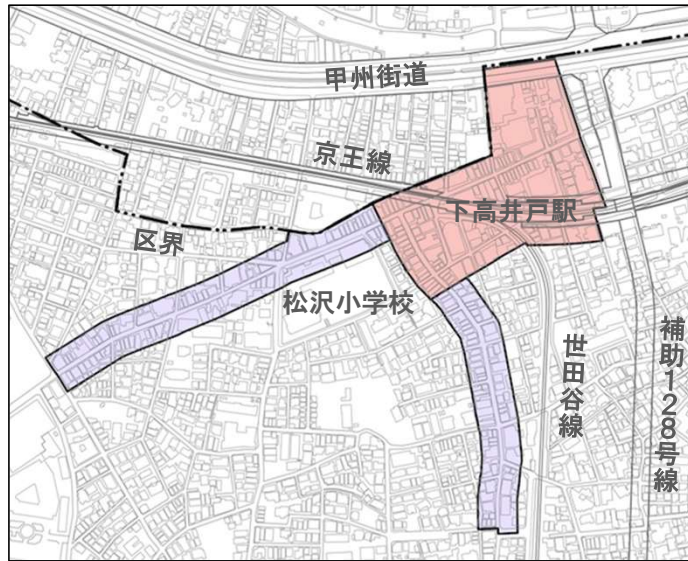 甲州街道
京王線
下高井戸駅
区界
松沢小学校
世田谷線
補助128号線